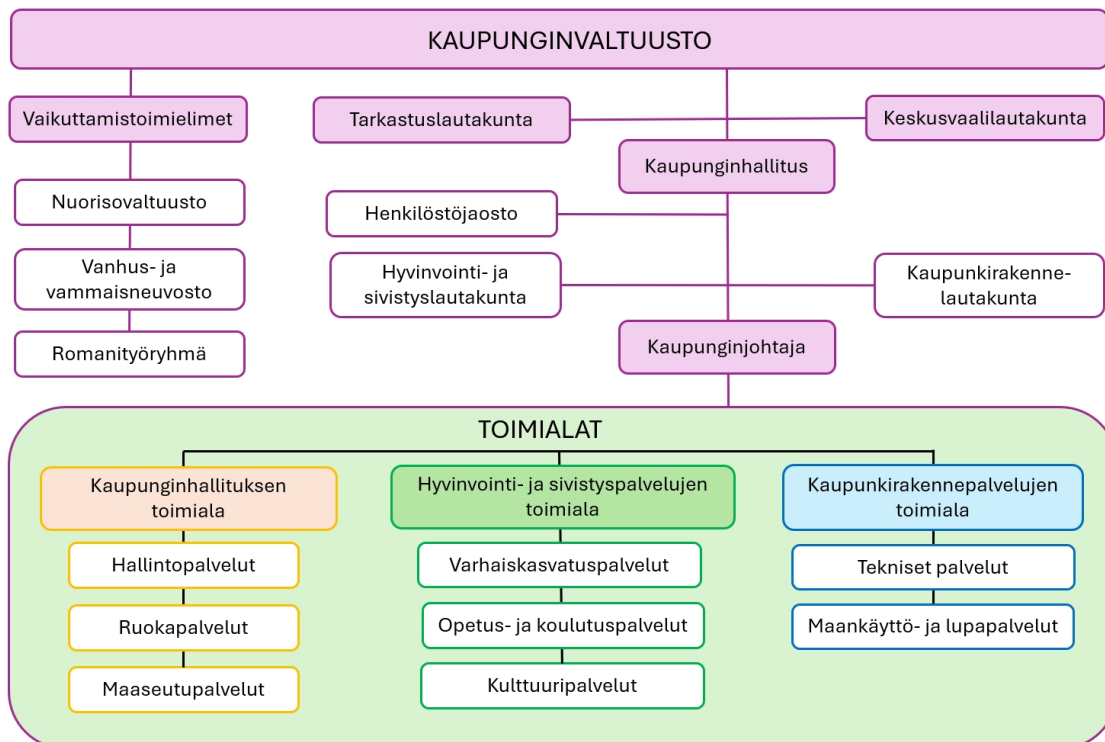 KAUPUNGINVALTUUSTO
Vaikuttamistoimielimet
Nuorisovaltuusto
Vanhus- ja
vammaisneuvosto
Romanityöryhmä
Tarkastuslautakunta
Keskusvaalilautakunta
Kaupunginhallitus
Henkilöstöjaosto
Hyvinvointi- ja
sivistyslautakunta
Kaupunkirakenne-
lautakunta
Kaupunginjohtaja
TOIMIALAT
Kaupunginhallituksen
toimiala
Hallintopalvelut
Ruokapalvelut
Maaseutupalvelut
Hyvinvointi- ja sivistyspalvelujen
toimiala
Varhaiskasvatuspalvelut
Opetus- ja koulutuspalvelut
Kulttuuripalvelut
Kaupunkirakennepalvelujen
toimiala
Tekniset palvelut
Maankäyttö- ja lupapalvelut